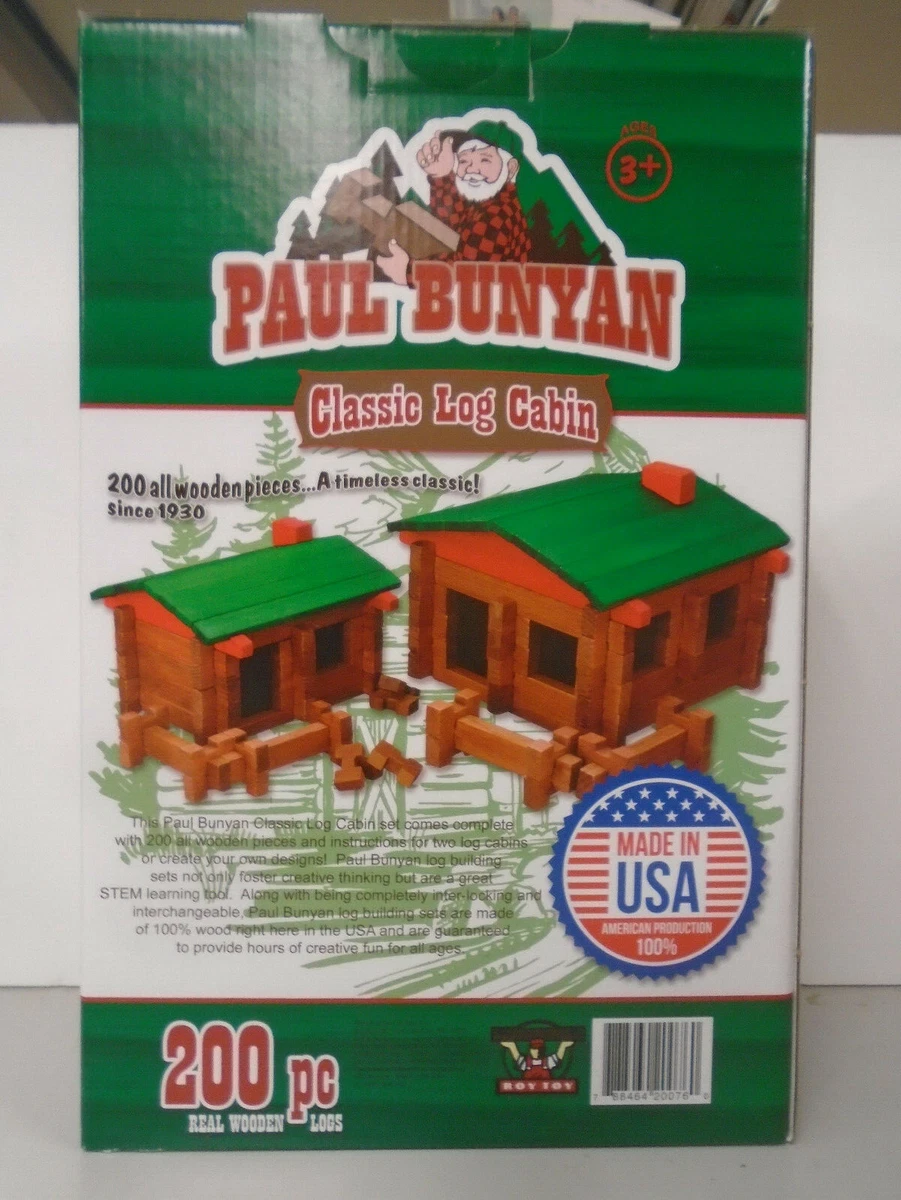 AGES
3+
PAUL BUNYAN
Classic Log Cabin
200 all wooden pieces...A timeless classic!
Since 1930
This Paul Bunyan Classic Log Cabin set comes complete
with 200 all wooden pieces and instructions for two log cabins
or create your own designs! Paul Bunyan log building
sets not only foster creative thinking but are a great
STEM learning tool. Along with being completely inter-locking and
interchangeable, Paul Bunyan log building sets are made
of 100% wood right here in the USA and are guaranteed
to provide hours of creative fun for all ages.
MADE IN
USA
AMERICAN PRODUCTION
100%
200 pc
REAL WOODEN LOGS
ROY TOY